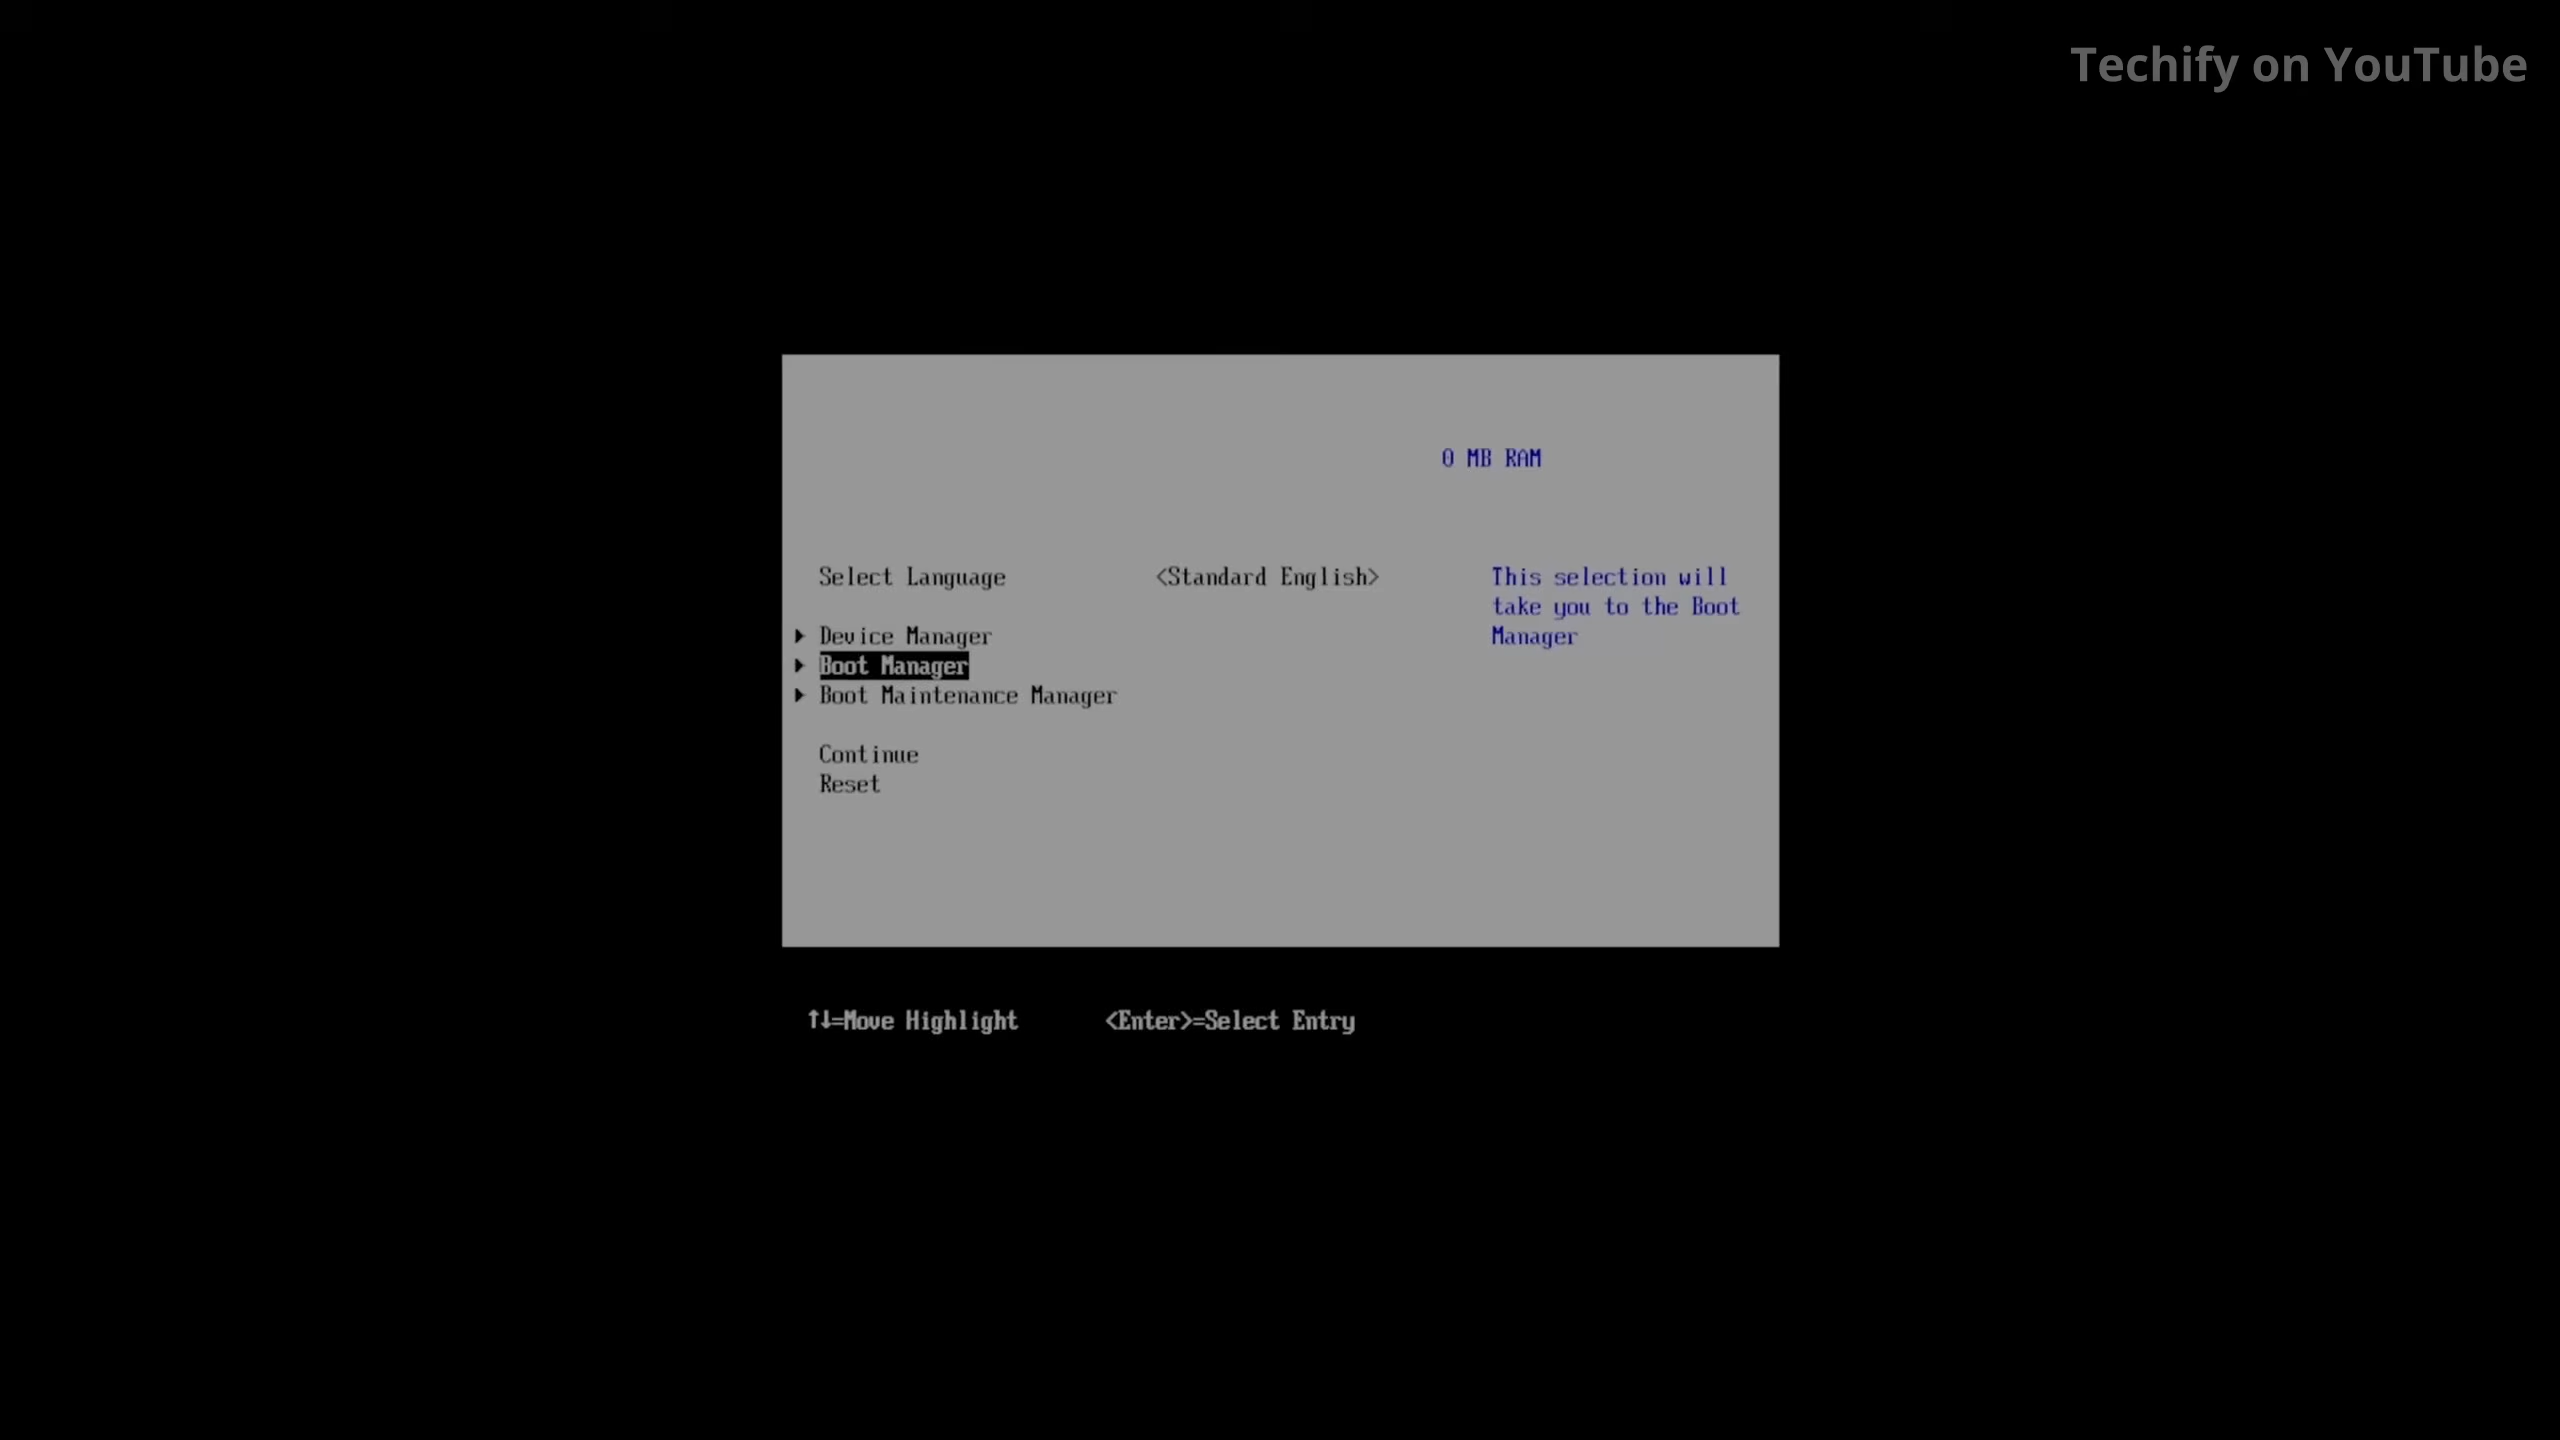 Techify on YouTube
0 MB RAM
Select Language <Standard English> This selection will
take you to the Boot
Device Manager Manager
Boot Manager
Boot Maintenance Manager
Continue
Reset
↑↓=Move Highlight <Enter>=Select Entry